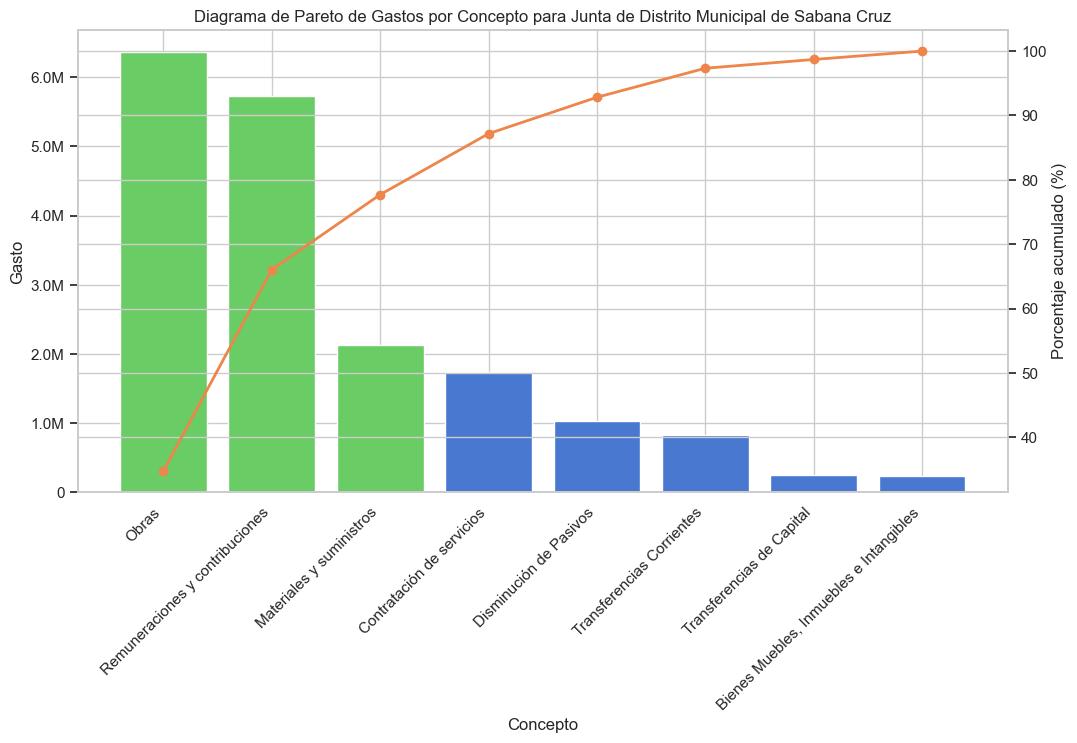 Diagrama de Pareto de Gastos por Concepto para Junta de Distrito Municipal de Sabana Cruz
Gasto
6.0M
5.0M
4.0M
3.0M
2.0M
1.0M
0
100
90
80
70
60
50
40
Porcentaje acumulado (%)
Obras
Remuneraciones y contribuciones
Materiales y suministros
Contratación de servicios
Disminución de Pasivos
Transferencias Corrientes
Transferencias de Capital
Bienes Muebles, Inmuebles e Intangibles
Concepto